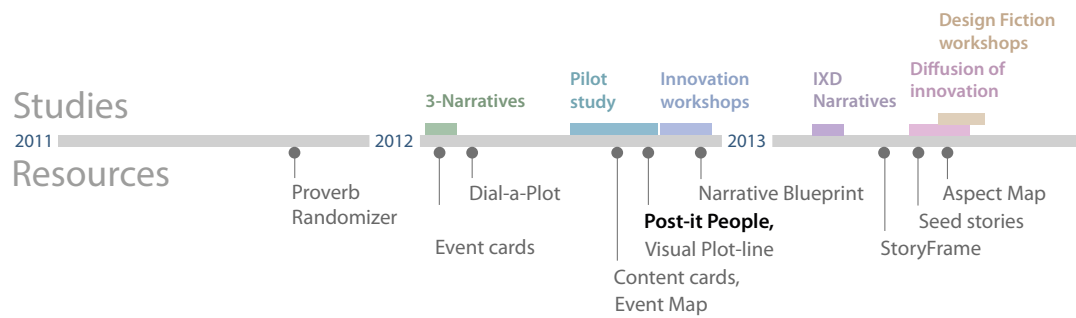 Design Fiction
workshops
Pilot
study
Innovation
workshops
IXD
Narratives
Diffusion of
innovation
3-Narratives
Studies
2011
2012
2013
Resources
Proverb
Randomizer
Dial-a-Plot
Narrative Blueprint
Aspect Map
Post-it People,
Visual Plot-line
Seed stories
Event cards
StoryFrame
Content cards,
Event Map